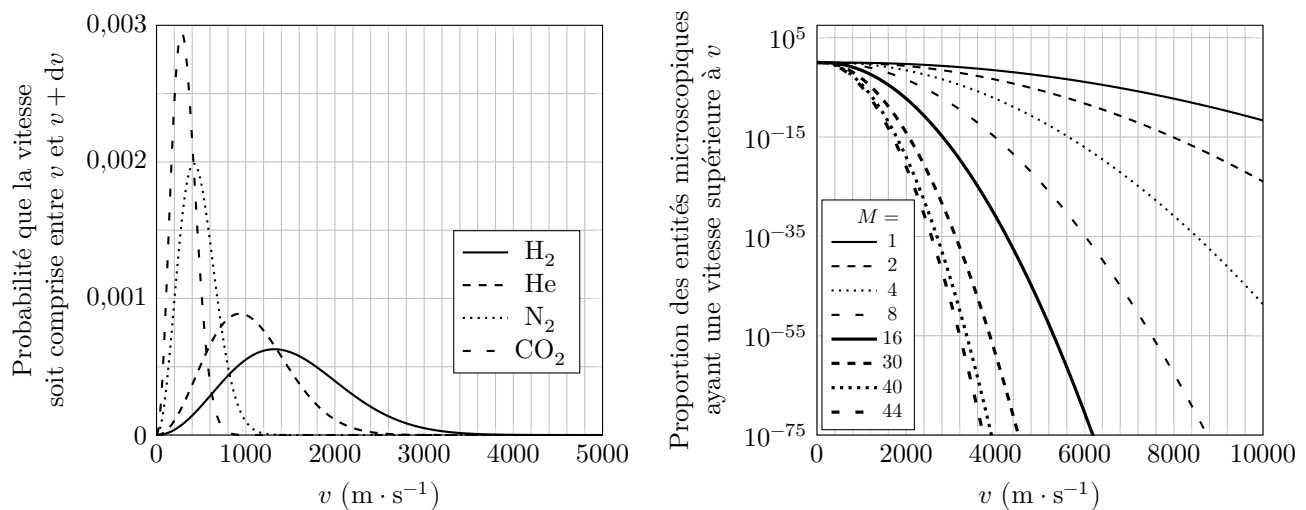 Probabilité que la vitesse
soit comprise entre v et v + dv
0,003
0,002
0,001
0
H₂
He
N₂
CO₂
0 1000 2000 3000 4000 5000
v (m · s⁻¹)
Proportion des entités microscopiques
ayant une vitesse supérieure à v
10⁵
10⁻¹⁵
10⁻³⁵
10⁻⁵⁵
10⁻⁷⁵
M =
1
2
4
8
16
30
40
44
0 2000 4000 6000 8000 10000
v (m · s⁻¹)